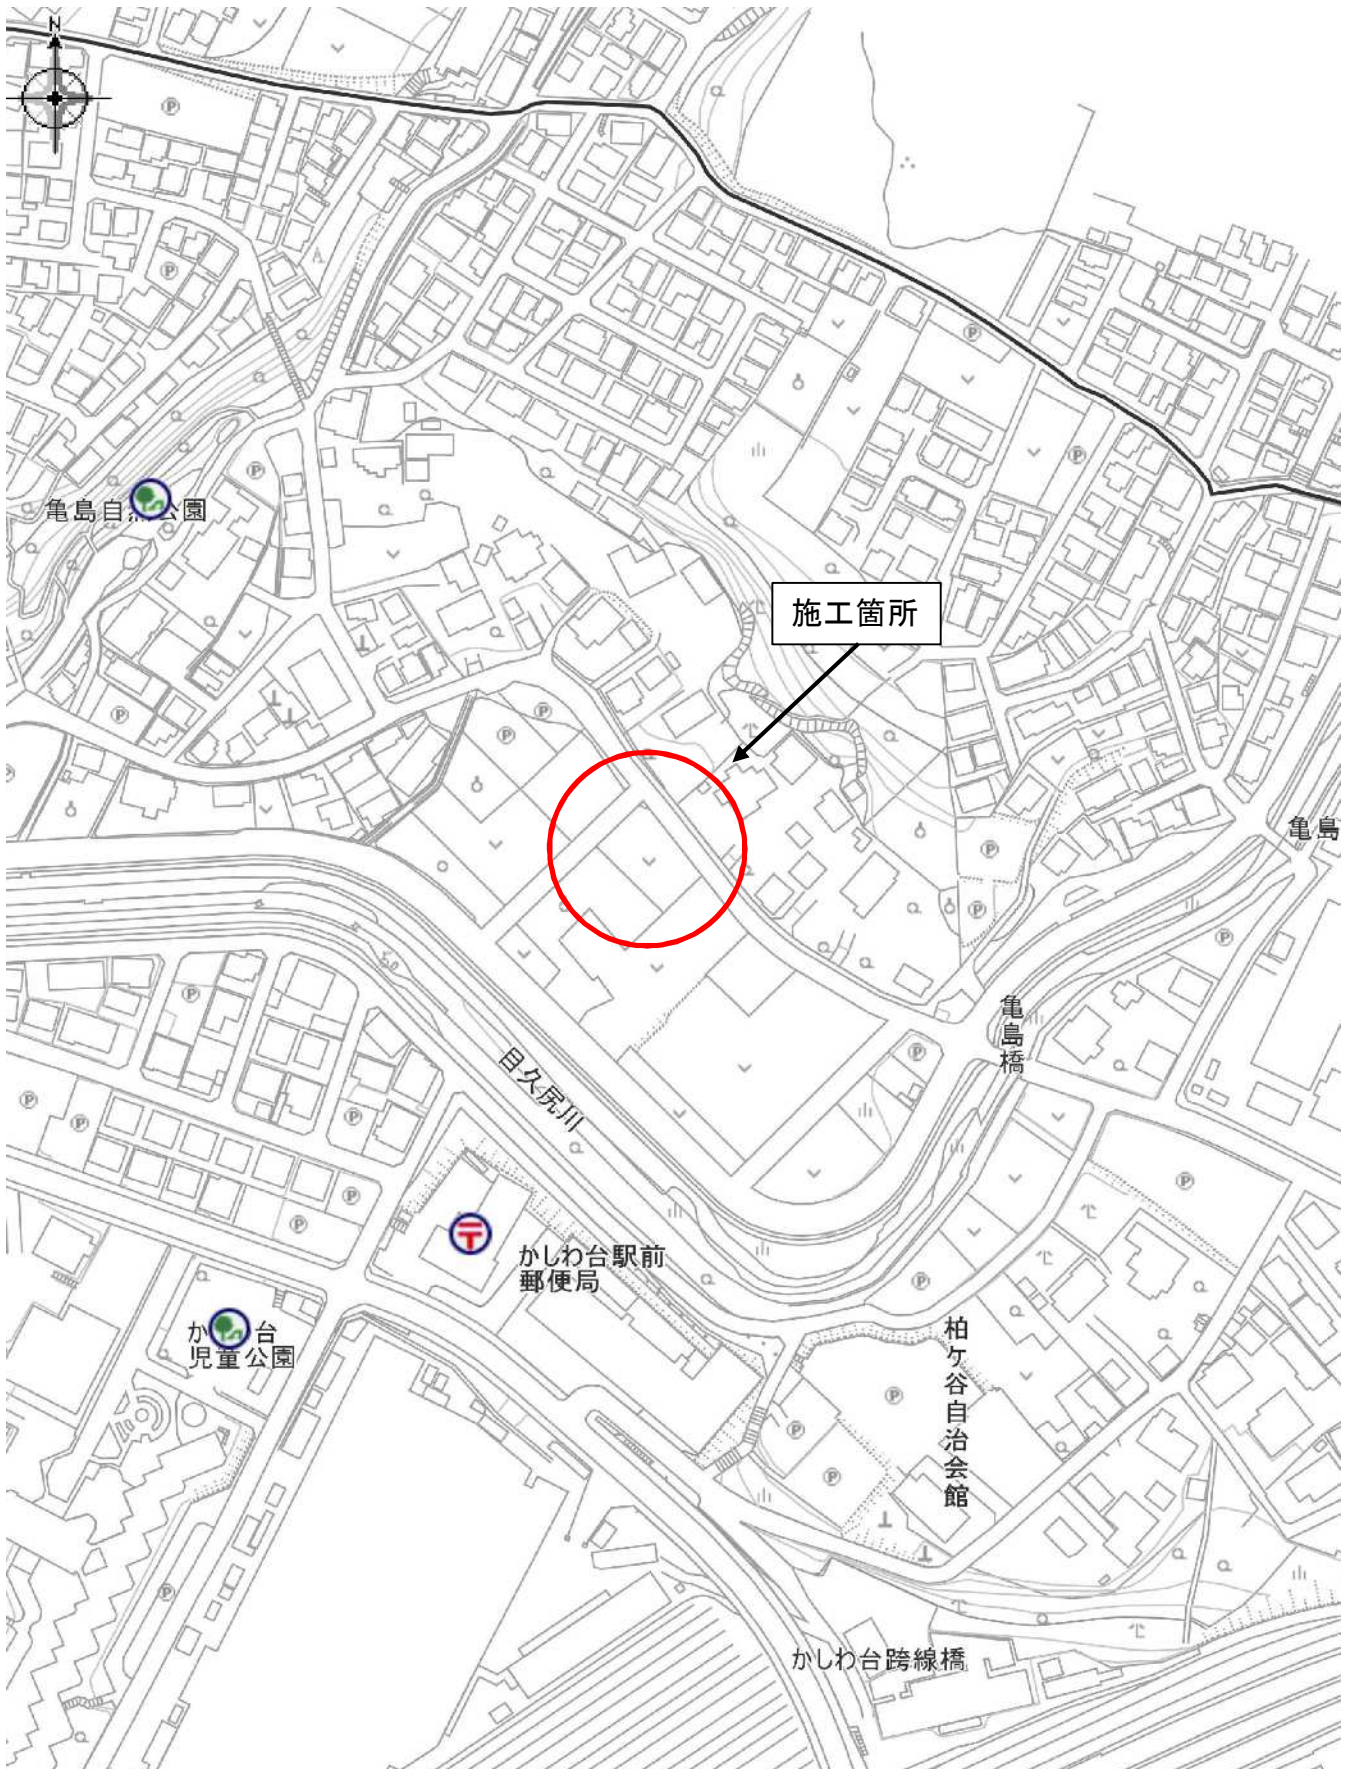 N
亀島自然公園
施工箇所
亀島
亀島橋
目久尻川
かしわ台駅前
郵便局
か 台
児童公園
柏ケ谷自治会館
かしわ台跨線橋